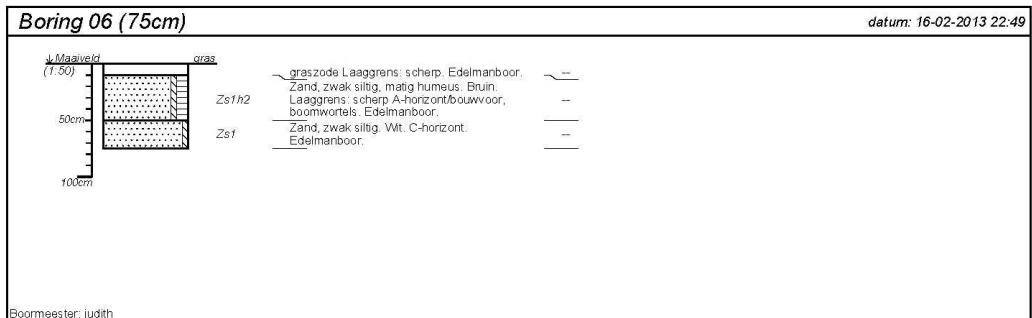 Boring 06 (75cm)
datum: 16-02-2013 22:49
Maaiveld
gras
(1:50)
graszode Laaggrens: scherp. Edelmanboor.
--
Zand, zwak siltig, matig humeus. Bruin.
Zs1h2
Laaggrens: scherp A-horizont/bouwvoor,
--
boomwortels. Edelmanboor.
50cm
Zs1
Zand, zwak siltig. Wit. C-horizont.
--
Edelmanboor.
100cm
Boormeester: judith